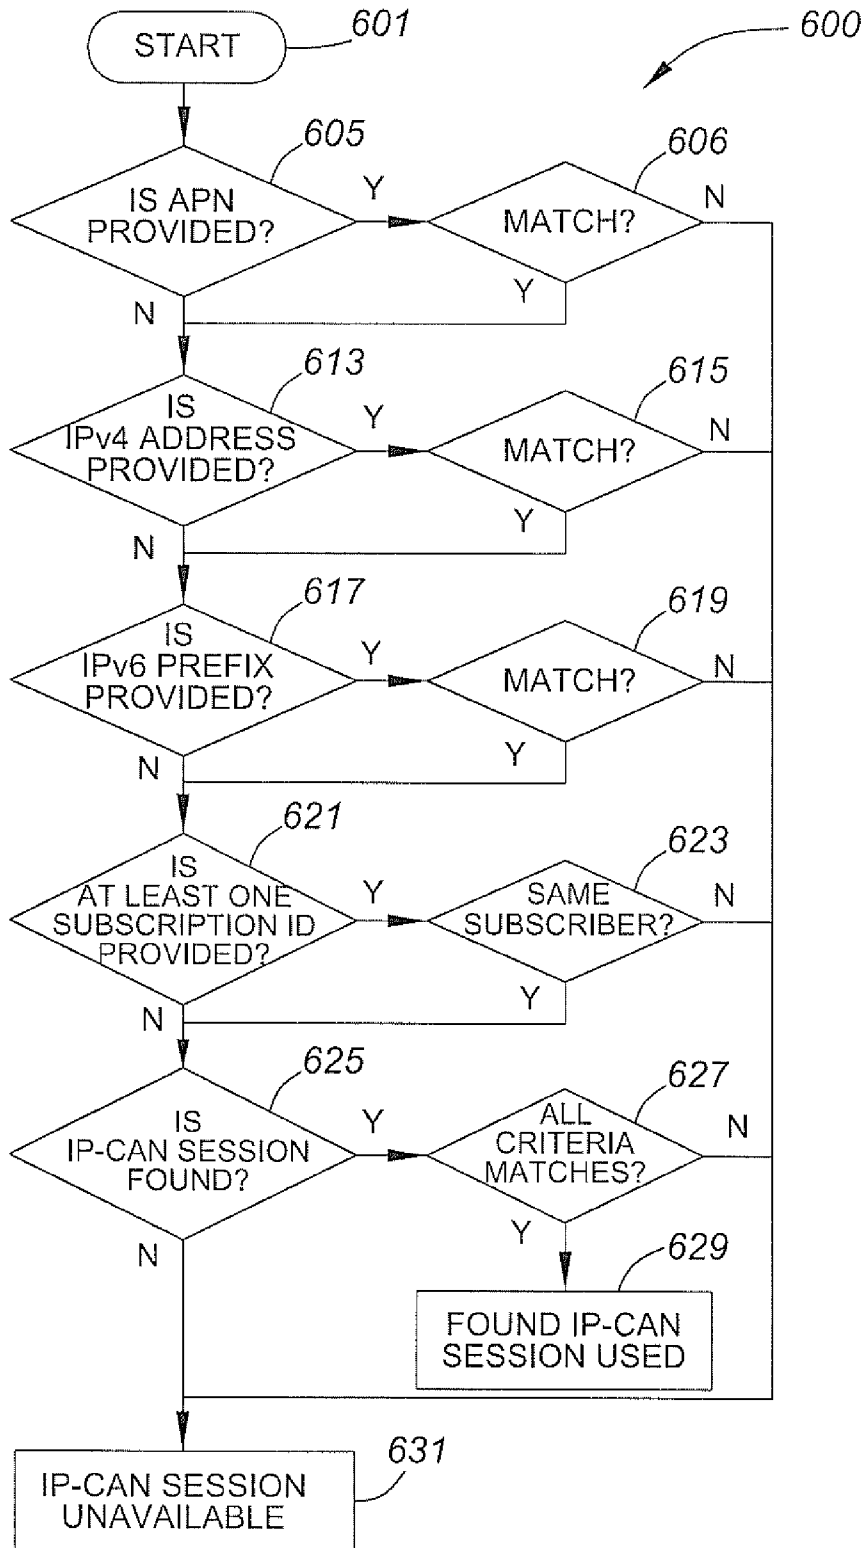 START
601
600
605
IS APN
PROVIDED?
Y
606
MATCH?
N
N
Y
613
IS
IPv4 ADDRESS
PROVIDED?
Y
615
MATCH?
N
N
Y
617
IS
IPv6 PREFIX
PROVIDED?
Y
619
MATCH?
N
N
Y
621
IS
AT LEAST ONE
SUBSCRIPTION ID
PROVIDED?
Y
623
SAME
SUBSCRIBER?
N
N
Y
625
IS
IP-CAN SESSION
FOUND?
Y
627
ALL
CRITERIA
MATCHES?
N
N
Y
629
FOUND IP-CAN
SESSION USED
631
IP-CAN SESSION
UNAVAILABLE